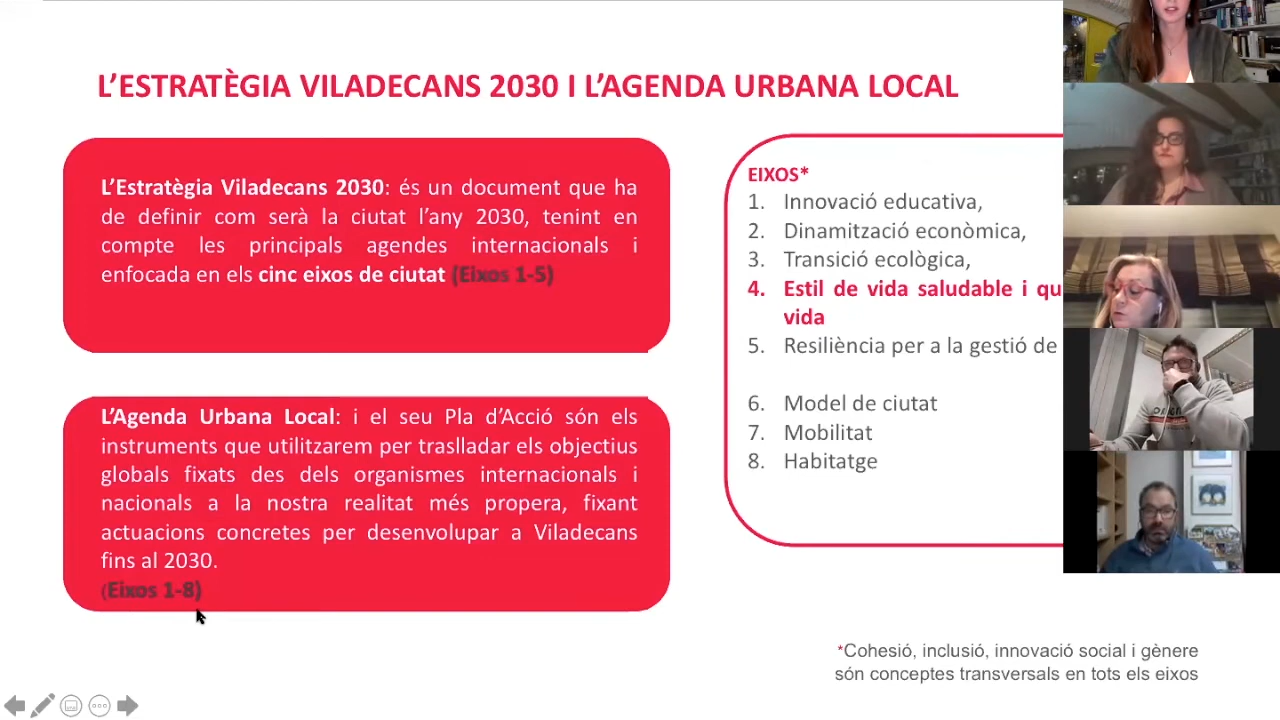 L’ESTRATÈGIA VILADECANS 2030 I L’AGENDA URBANA LOCAL
L’Estratègia Viladecans 2030: és un document que ha
de definir com serà la ciutat l’any 2030, tenint en
compte les principals agendes internacionals i
enfocada en els cinc eixos de ciutat (Eixos 1-5)
L’Agenda Urbana Local: i el seu Pla d’Acció són els
instruments que utilitzarem per traslladar els objectius
globals fixats des dels organismes internacionals i
nacionals a la nostra realitat més propera, fixant
actuacions concretes per desenvolupar a Viladecans
fins al 2030.
(Eixos 1-8)
EIXOS*
1. Innovació educativa,
2. Dinamització econòmica,
3. Transició ecològica,
4. Estil de vida saludable i qu
vida
5. Resiliència per a la gestió de
6. Model de ciutat
7. Mobilitat
8. Habitatge
*Cohesió, inclusió, innovació social i gènere
són conceptes transversals en tots els eixos